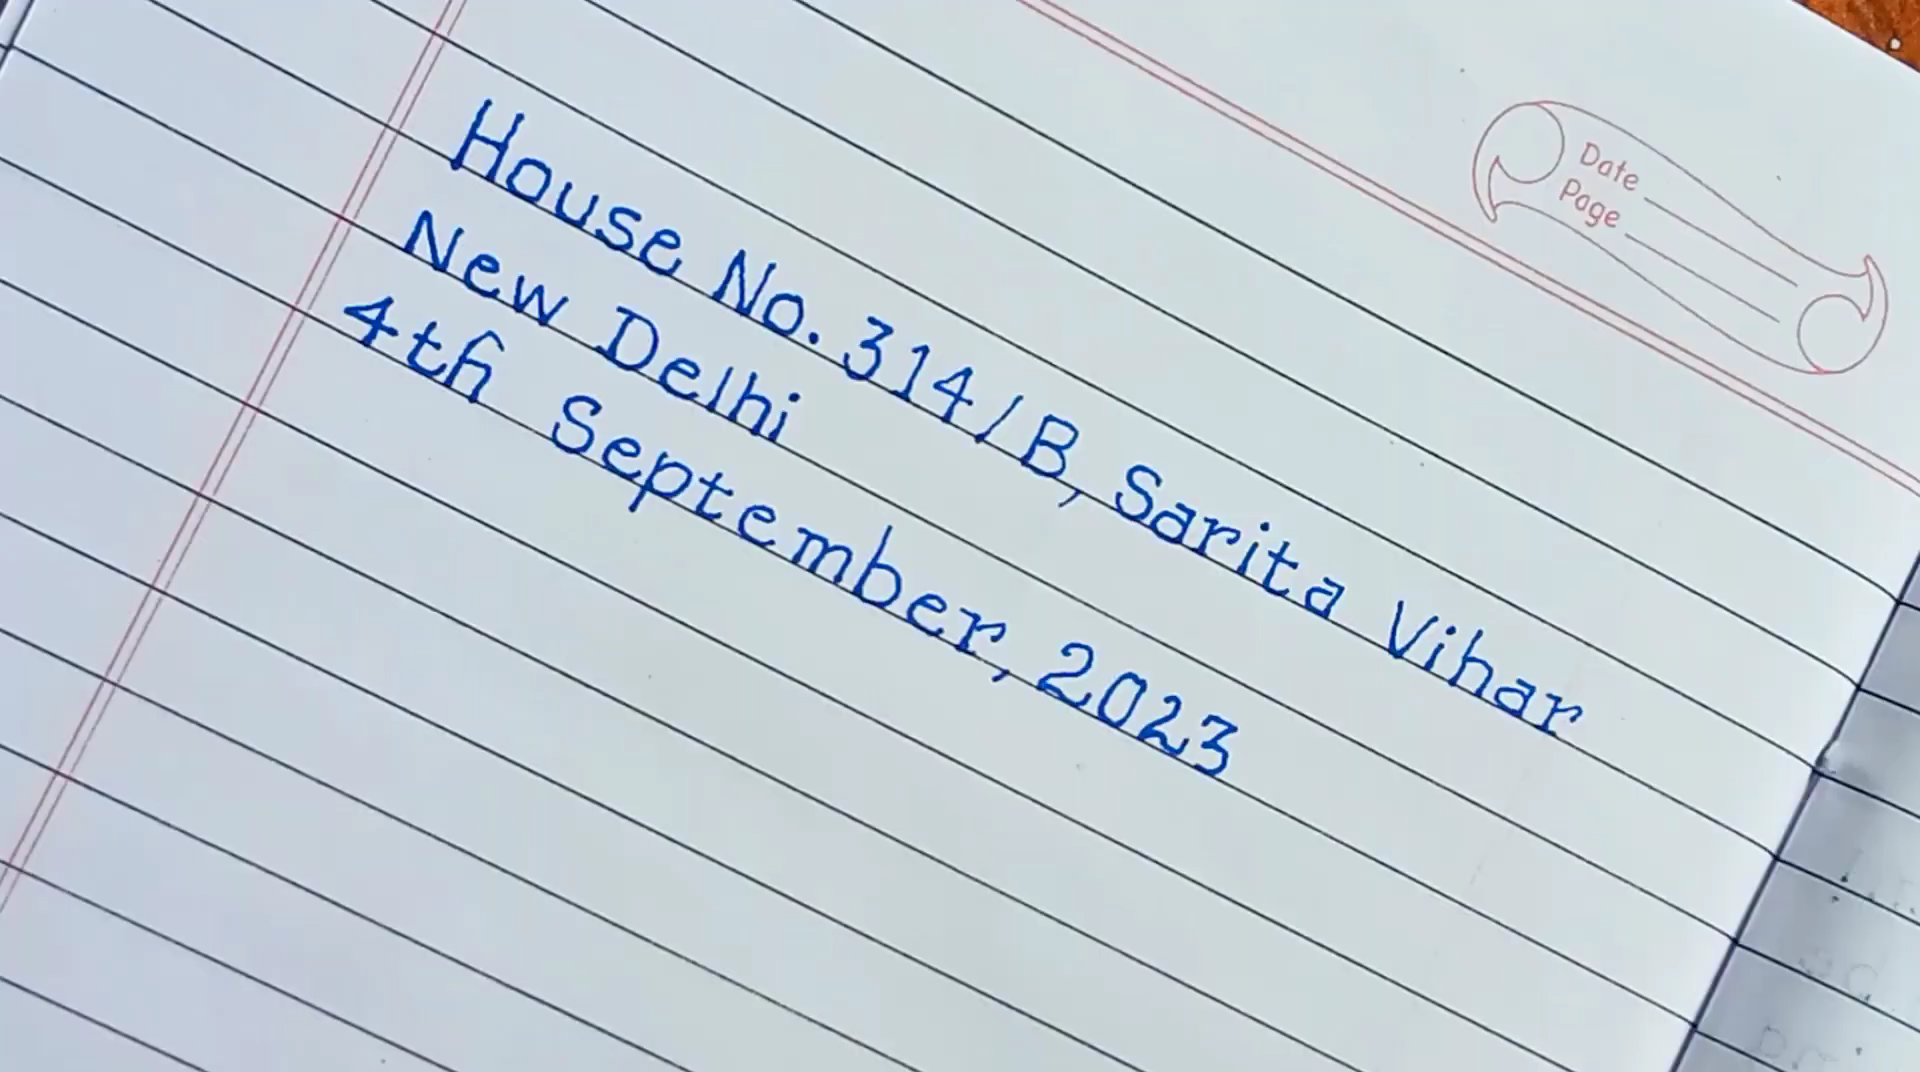 Date
Page
House No. 314/B, Sarita Vihar
New Delhi
4th September, 2023